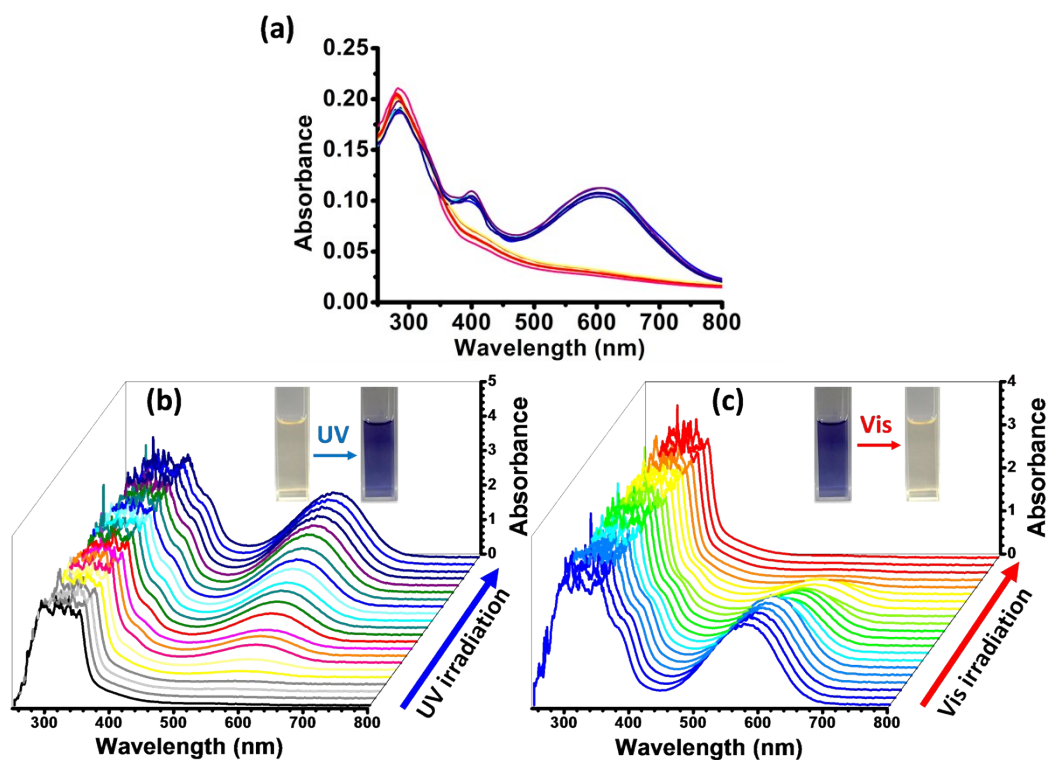 (a)
0.25
0.20
0.15
0.10
0.05
0.00
Absorbance
300 400 500 600 700 800
Wavelength (nm)
(b)
UV
5
4
3
2
1
0
Absorbance
UV irradiation
300 400 500 600 700 800
Wavelength (nm)
(c)
Vis
4
3
2
1
0
Absorbance
Vis irradiation
300 400 500 600 700 800
Wavelength (nm)